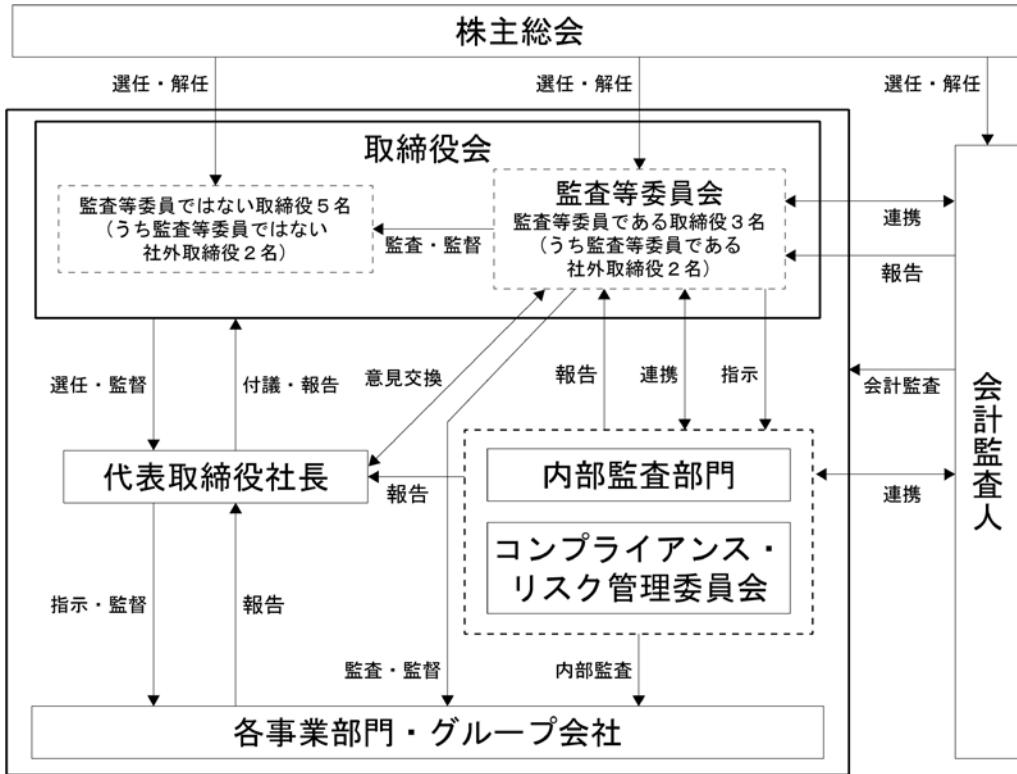 株主総会
選任・解任
選任・解任
選任・解任
取締役会
監査等委員ではない取締役５名
（うち監査等委員ではない
社外取締役２名）
監査・監督
監査等委員会
監査等委員である取締役３名
（うち監査等委員である
社外取締役２名）
連携
報告
選任・監督
付議・報告
意見交換
報告
連携
指示
会計監査
会計監査人
代表取締役社長
報告
内部監査部門
連携
コンプライアンス・
リスク管理委員会
指示・監督
報告
監査・監督
内部監査
各事業部門・グループ会社